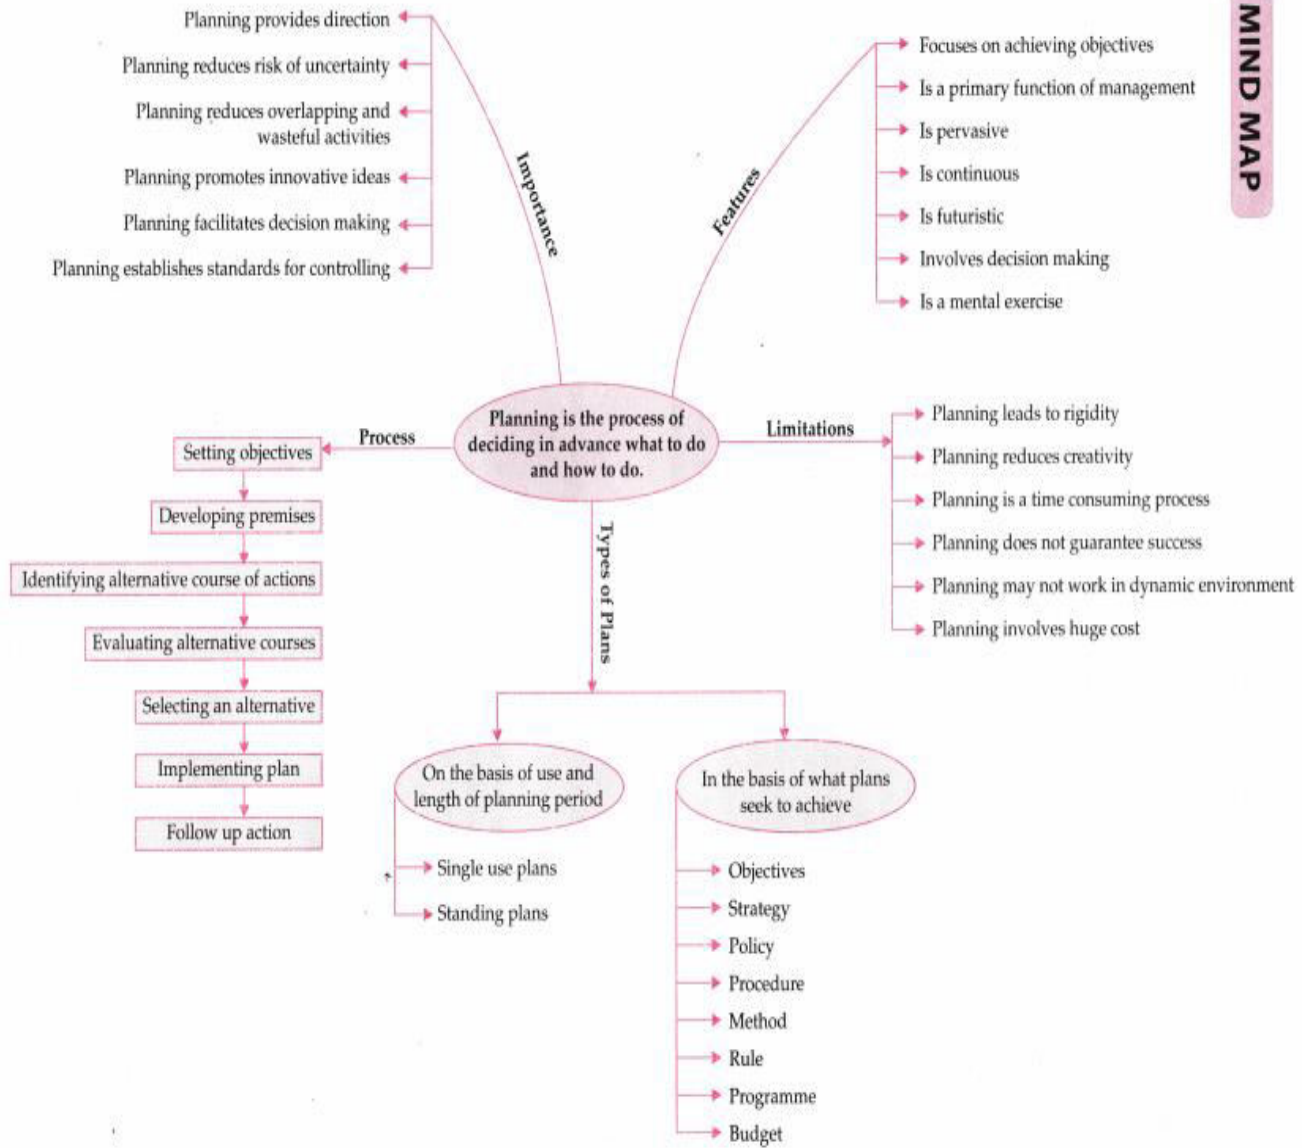 MIND MAP
Planning provides direction
Planning reduces risk of uncertainty
Planning reduces overlapping and
wasteful activities
Planning promotes innovative ideas
Planning facilitates decision making
Planning establishes standards for controlling
Importance
Features
Focuses on achieving objectives
Is a primary function of management
Is pervasive
Is continuous
Is futuristic
Involves decision making
Is a mental exercise
Planning is the process of
deciding in advance what to do
and how to do.
Limitations
Planning leads to rigidity
Planning reduces creativity
Planning is a time consuming process
Planning does not guarantee success
Planning may not work in dynamic environment
Planning involves huge cost
Process
Setting objectives
Developing premises
Identifying alternative course of actions
Evaluating alternative courses
Selecting an alternative
Implementing plan
Follow up action
Types of Plans
On the basis of use and
length of planning period
Single use plans
Standing plans
In the basis of what plans
seek to achieve
Objectives
Strategy
Policy
Procedure
Method
Rule
Programme
Budget